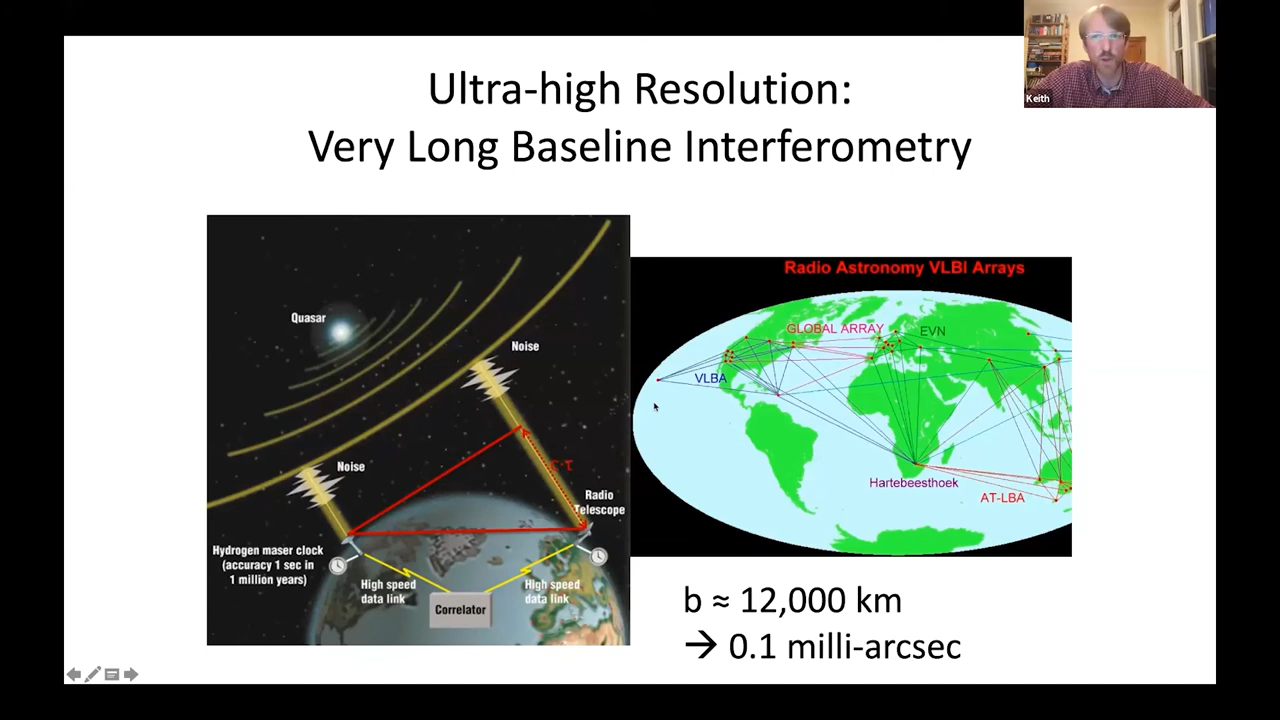 Keith
Ultra-high Resolution:
Very Long Baseline Interferometry
Quasar
Noise
Noise
c·τ
Radio
Telescope
Hydrogen maser clock
(accuracy 1 sec in
1 million years)
High speed
data link
High speed
data link
Correlator
Radio Astronomy VLBI Arrays
GLOBAL ARRAY
EVN
VLBA
Hartebeesthoek
AT-LBA
b ≈ 12,000 km
→ 0.1 milli-arcsec